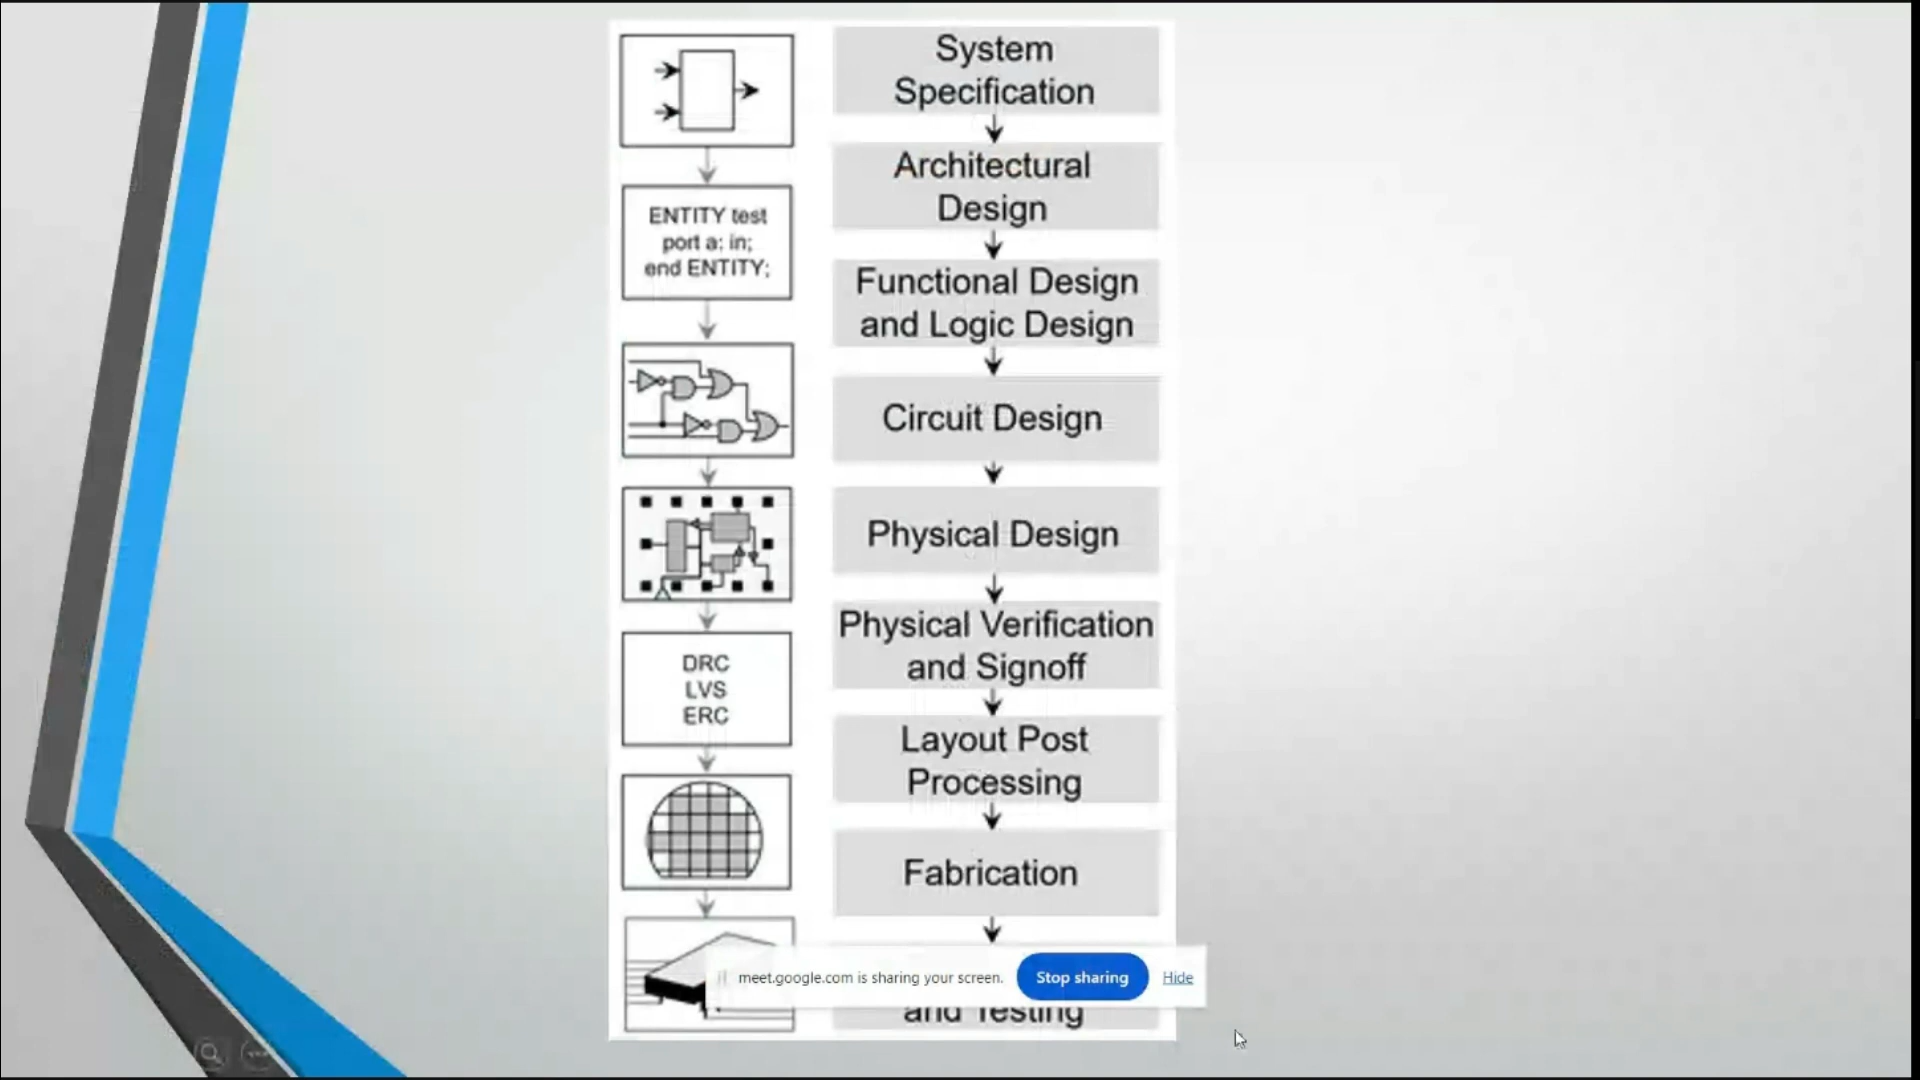 System
Specification
Architectural
Design
ENTITY test
port a: in;
end ENTITY;
Functional Design
and Logic Design
Circuit Design
Physical Design
Physical Verification
and Signoff
DRC
LVS
ERC
Layout Post
Processing
Fabrication
meet.google.com is sharing your screen.
Stop sharing
Hide
and Testing